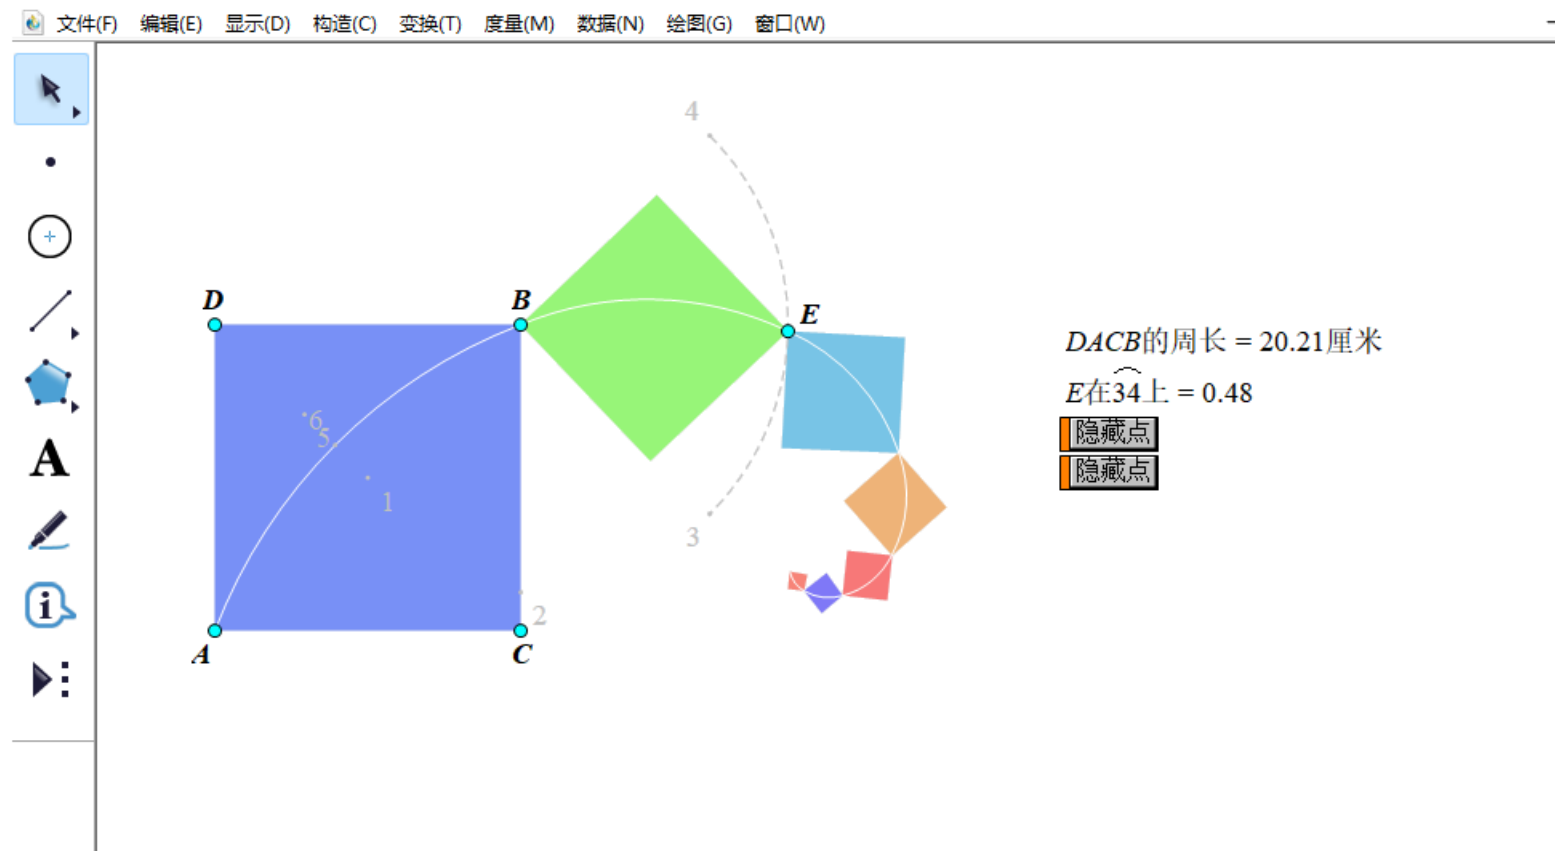 文件(F) 编辑(E) 显示(D) 构造(C) 变换(T) 度量(M) 数据(N) 绘图(G) 窗口(W)
4
D
B
E
DACB的周长 = 20.21厘米
E在34上 = 0.48
6
5
隐藏点
隐藏点
1
3
2
A
C
A